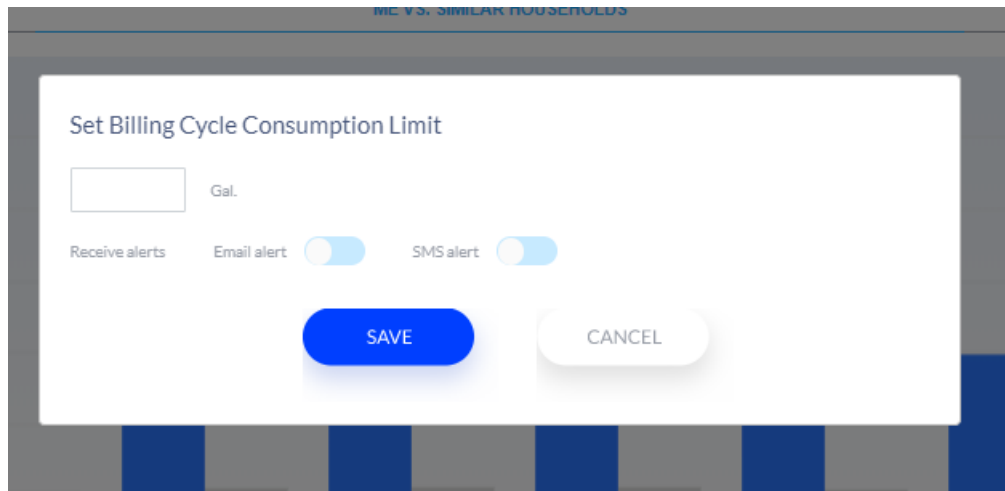 ME VS. SIMILAR HOUSEHOLDS
Set Billing Cycle Consumption Limit
Gal.
Receive alerts Email alert SMS alert
SAVE CANCEL